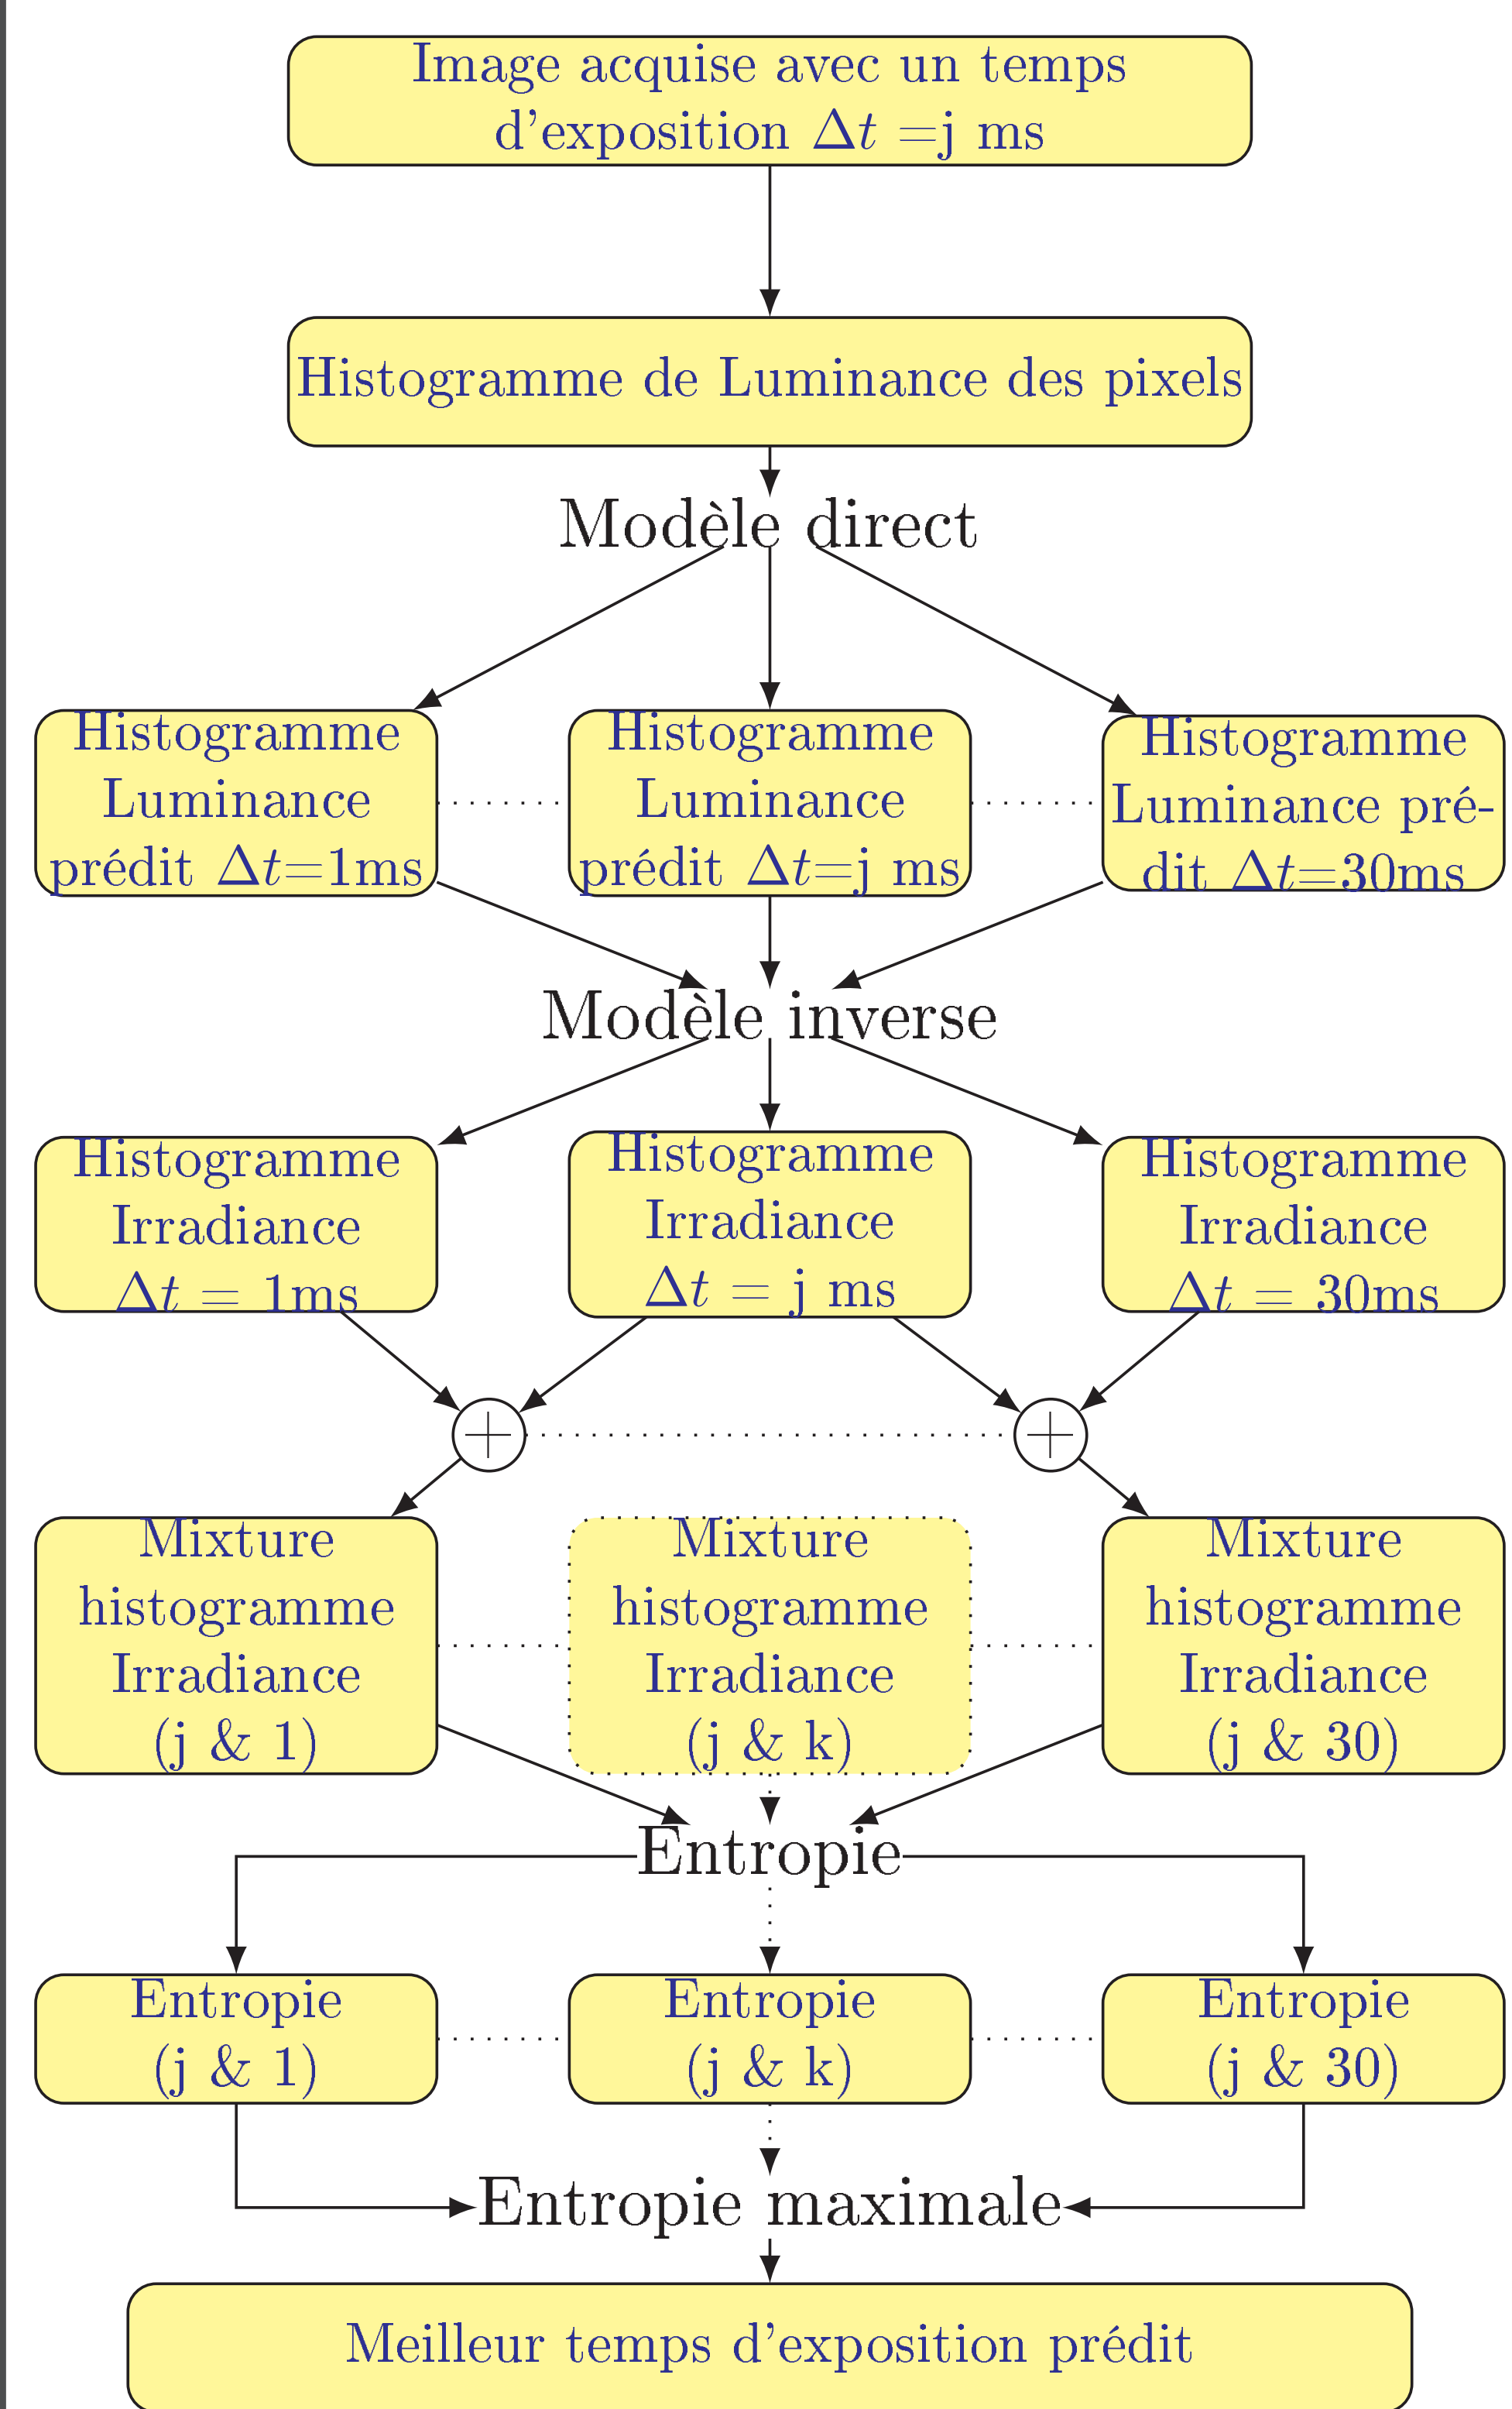 Image acquise avec un temps
d'exposition Δt =j ms
Histogramme de Luminance des pixels
Modèle direct
Histogramme
Luminance
prédit Δt=1ms
Histogramme
Luminance
prédit Δt=j ms
Histogramme
Luminance pré-
dit Δt=30ms
Modèle inverse
Histogramme
Irradiance
Δt = 1ms
Histogramme
Irradiance
Δt = j ms
Histogramme
Irradiance
Δt = 30ms
+
+
Mixture
histogramme
Irradiance
(j & 1)
Mixture
histogramme
Irradiance
(j & k)
Mixture
histogramme
Irradiance
(j & 30)
Entropie
Entropie
(j & 1)
Entropie
(j & k)
Entropie
(j & 30)
Entropie maximale
Meilleur temps d'exposition prédit